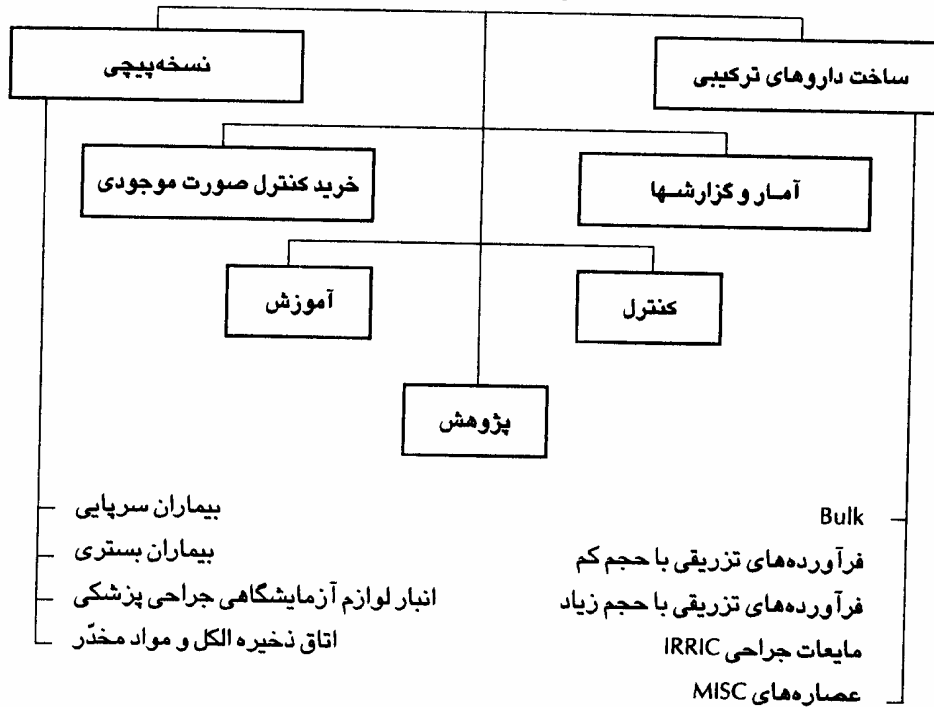 ساخت داروهای ترکیبی
نسخه‌پیچی
آمـار و گزارشـها
خرید کنترل صورت موجودی
کنترل
آموزش
پژوهش
Bulk
فرآورده‌های تزریقی با حجم کم
فرآورده‌های تزریقی با حجم زیاد
مایعات جراحی IRRIC
عصاره‌های MISC
بیماران سرپایی
بیماران بستری
انبار لوازم آزمایشگاهی جراحی پزشکی
اتاق ذخیره الکل و مواد مخدّر